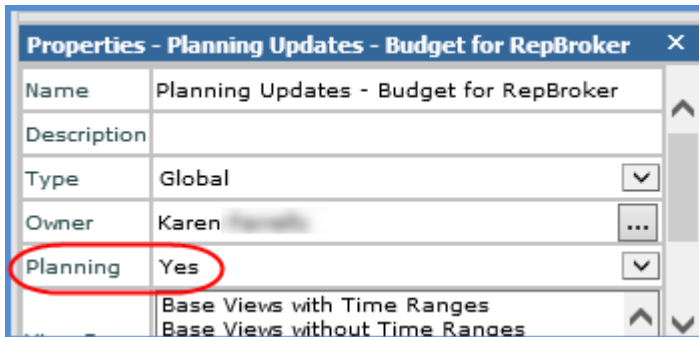 Properties - Planning Updates - Budget for RepBroker ×
Name Planning Updates - Budget for RepBroker
Description
Type Global
Owner Karen ...
Planning Yes
Base Views with Time Ranges
Base Views without Time Ranges